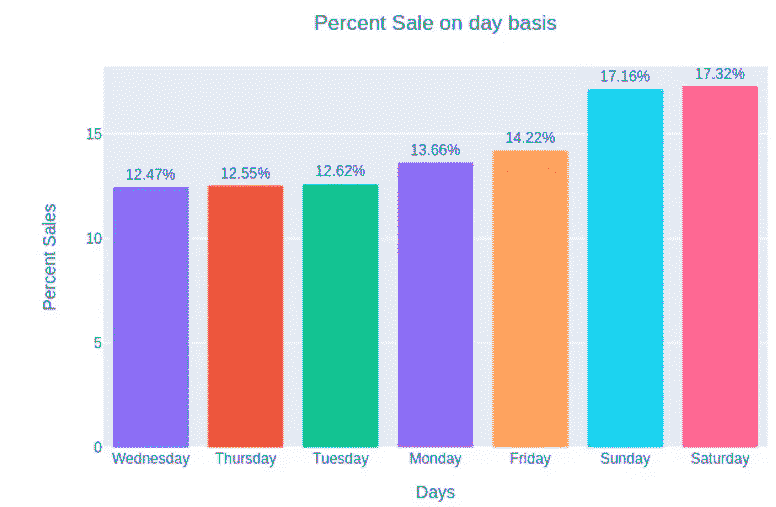 Percent Sale on day basis
17.16% 17.32%
14.22%
13.66%
12.47% 12.55% 12.62%
15
10
5
0
Percent Sales
Wednesday Thursday Tuesday Monday Friday Sunday Saturday
Days